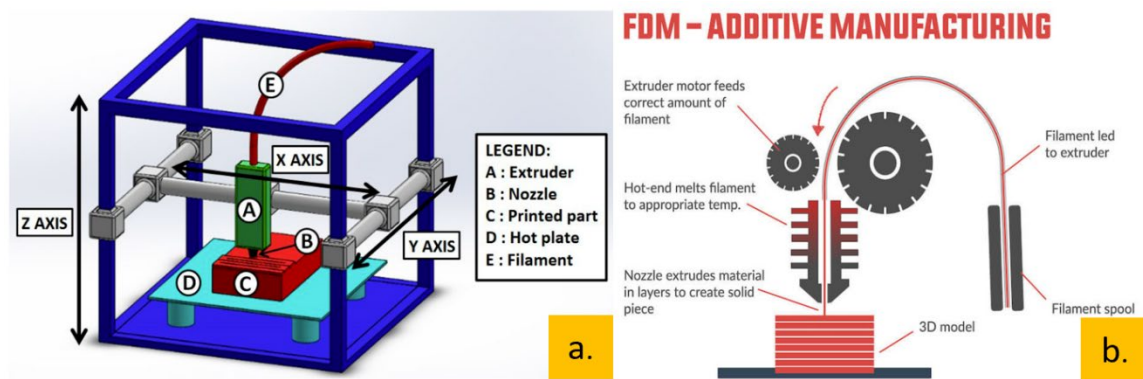 Z AXIS
X AXIS
Y AXIS
E
A
B
C
D
LEGEND:
A : Extruder
B : Nozzle
C : Printed part
D : Hot plate
E : Filament
a.
FDM – ADDITIVE MANUFACTURING
Extruder motor feeds
correct amount of
filament
Hot-end melts filament
to appropriate temp.
Nozzle extrudes material
in layers to create solid
piece
Filament led
to extruder
Filament spool
3D model
b.